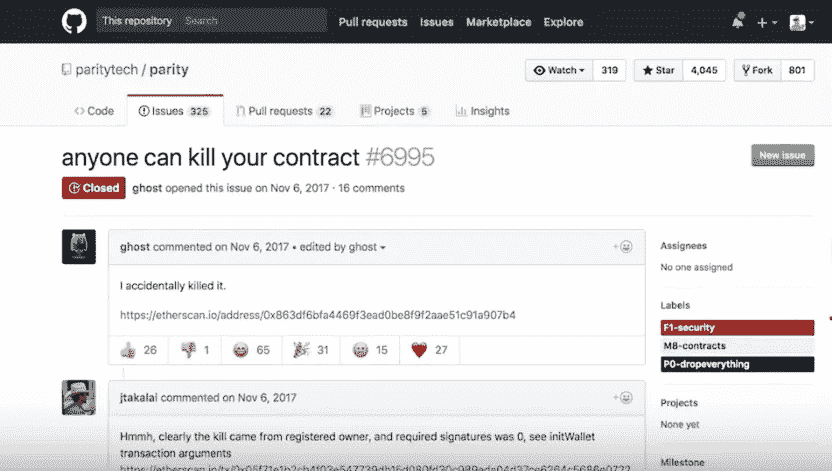 This repository Search Pull requests Issues Marketplace Explore
paritytech / parity Watch 319 Star 4,045 Fork 801
Code Issues 325 Pull requests 22 Projects 5 Insights
anyone can kill your contract #6995 New issue
Closed ghost opened this issue on Nov 6, 2017 · 16 comments
ghost commented on Nov 6, 2017 • edited by ghost
I accidentally killed it.
https://etherscan.io/address/0x863df6bfa4469f3ead0be8f9f2aae51c91a907b4
26 1 65 31 15 27
Assignees
No one assigned
Labels
F1-security
M8-contracts
P0-dropeverything
Projects
None yet
Milestone
jtakalai commented on Nov 6, 2017
Hmmh, clearly the kill came from registered owner, and required signatures was 0, see initWallet
transaction arguments